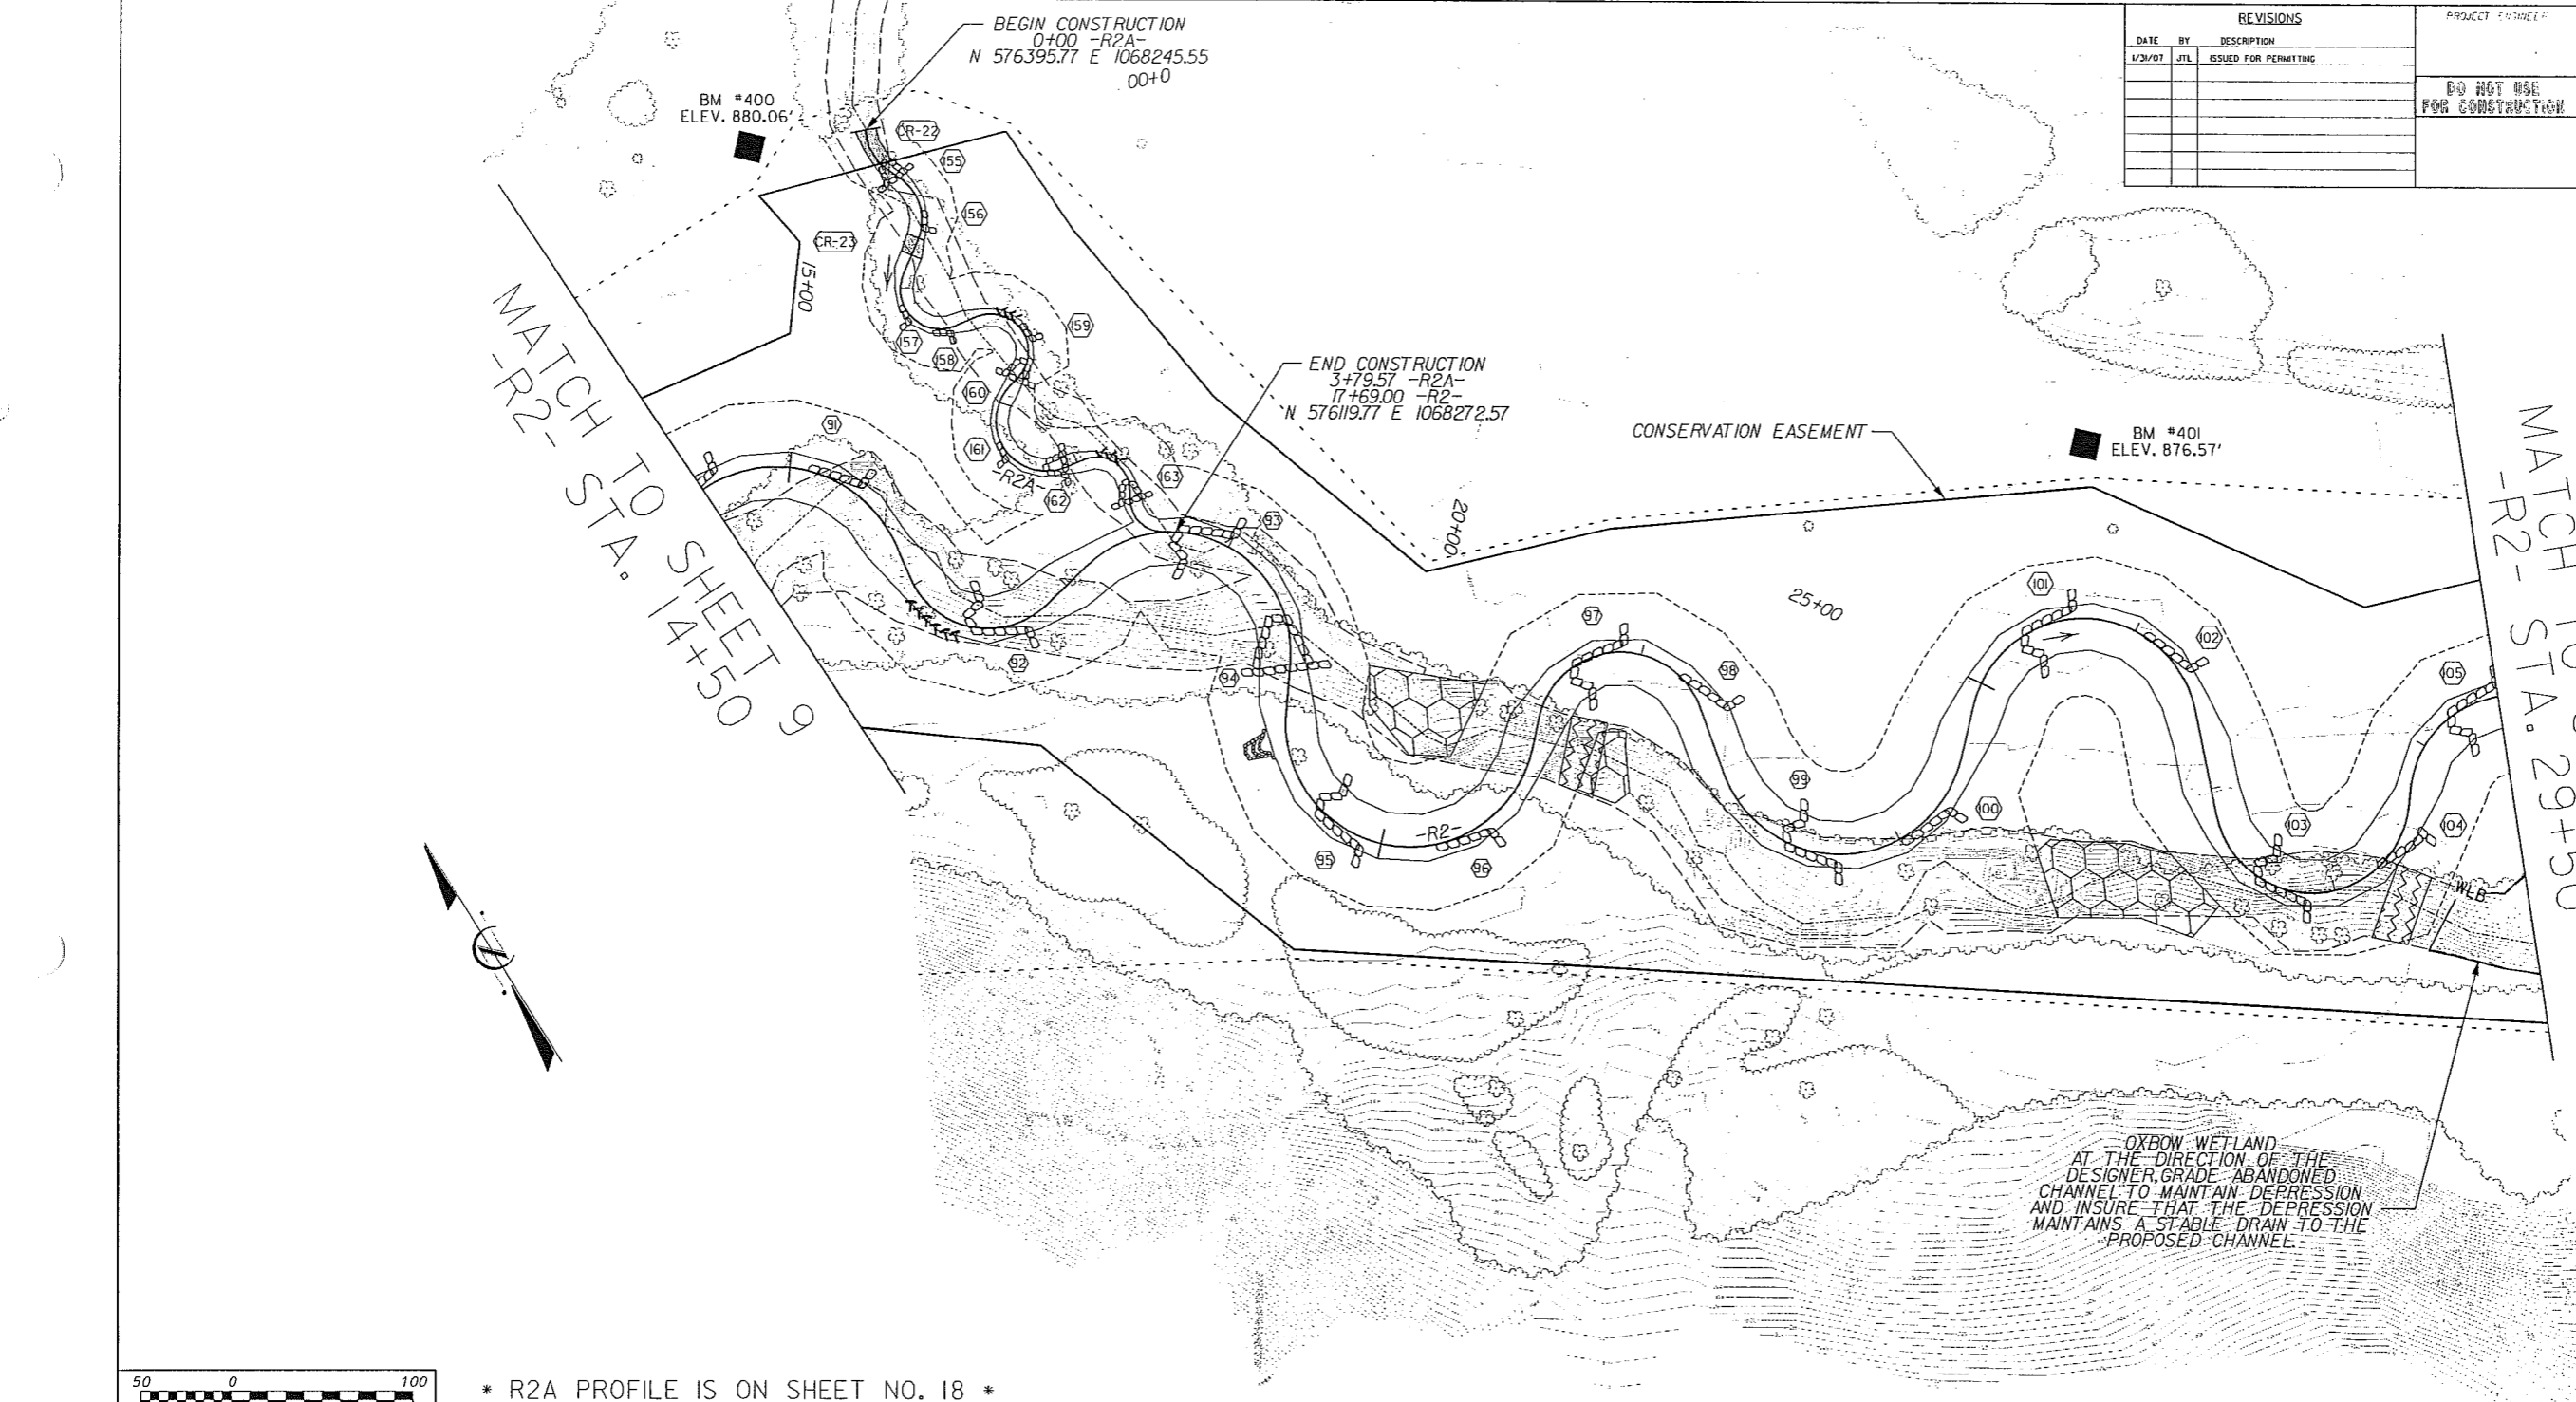 BEGIN CONSTRUCTION
0+00 -R2A-
N 576395.77 E 1068245.55
00+0
REVISIONS
DATE BY DESCRIPTION
1/31/07 JTL ISSUED FOR PERMITTING
PROJECT ENGINEER
DO NOT USE
FOR CONSTRUCTION
BM #400
ELEV. 880.06'
CR-22
155
156
CR-23
15+00
157
158
159
160
161
-R2A-
162
163
END CONSTRUCTION
3+79.57 -R2A-
17+69.00 -R2-
N 576119.77 E 1068272.57
CONSERVATION EASEMENT
BM #401
ELEV. 876.57'
MATCH TO SHEET 9
-R2- STA. 14+50
91
92
93
94
20+00
95
-R2-
96
97
98
25+00
99
100
101
102
103
104
105
WLB
-R2- STA. 29+50
OXBOW WETLAND
AT THE DIRECTION OF THE
DESIGNER, GRADE ABANDONED
CHANNEL TO MAINTAIN DEPRESSION
AND INSURE THAT THE DEPRESSION
MAINTAINS A STABLE DRAIN TO THE
PROPOSED CHANNEL
50 0 100
* R2A PROFILE IS ON SHEET NO. 18 *